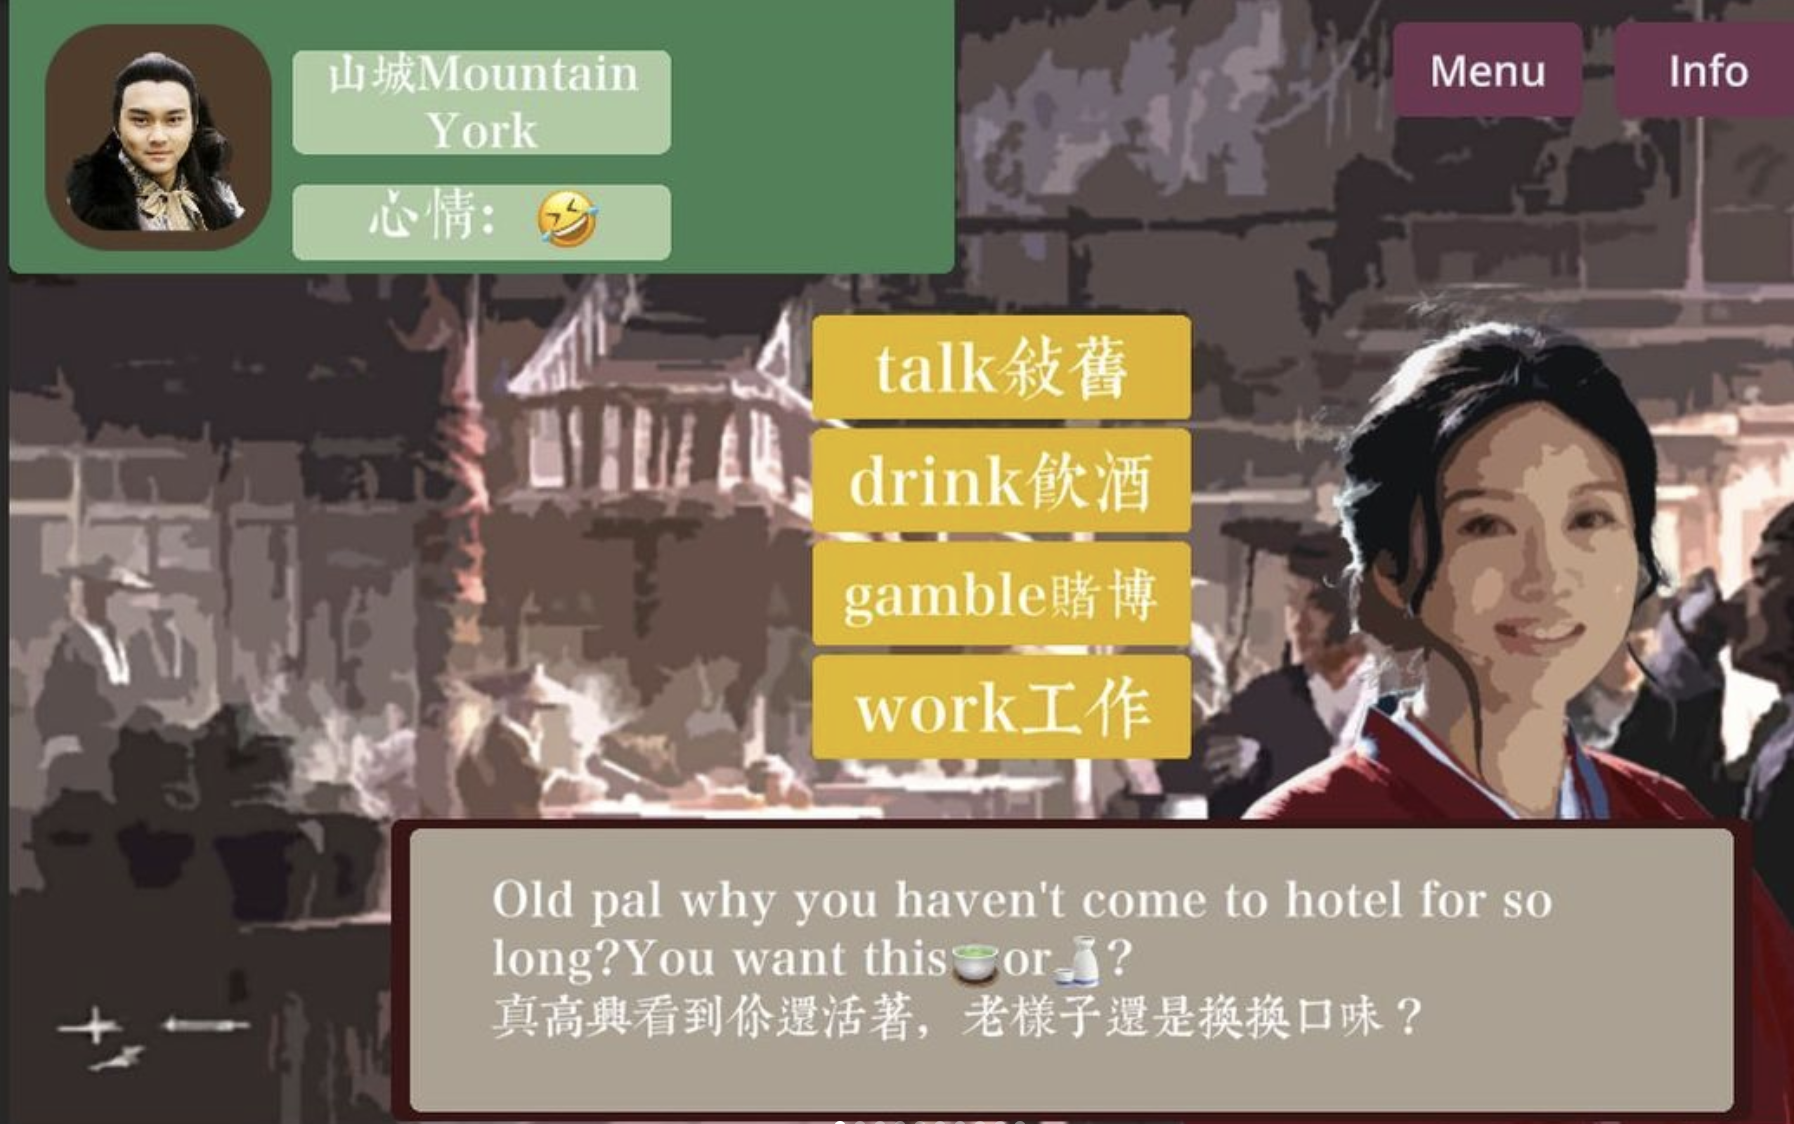 山城Mountain
York
心情:
Menu
Info
talk敍舊
drink飲酒
gamble賭博
work工作
Old pal why you haven't come to hotel for so
long?You want this🍵or🍶?
真高興看到你還活著，老樣子還是換換口味？